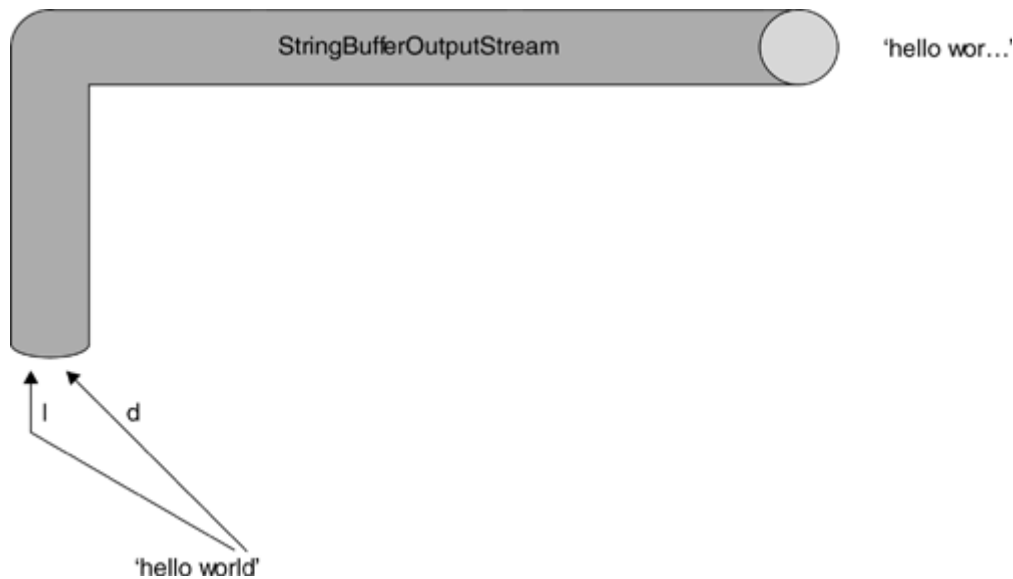 StringBufferOutputStream
‘hello wor...’
l
d
‘hello world’